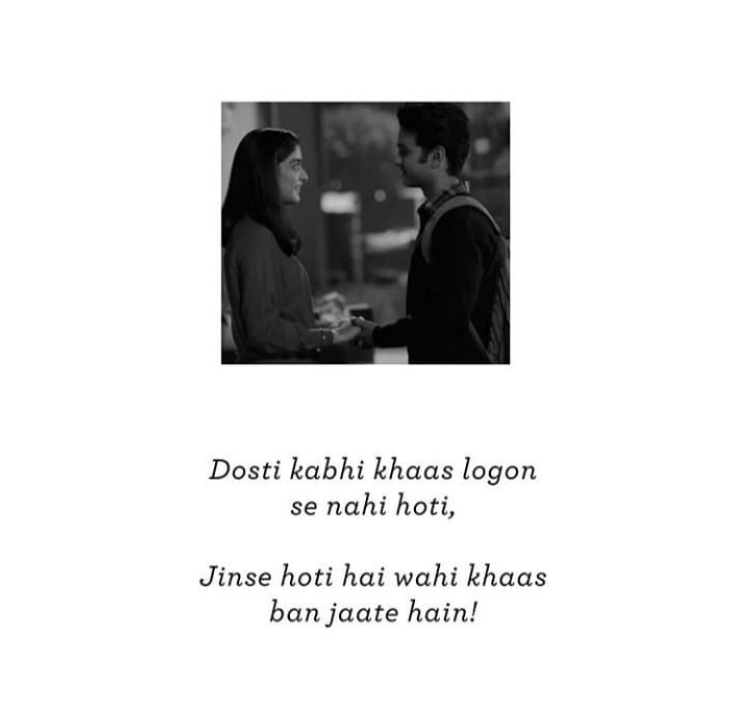 Dosti kabhi khaas logon
se nahi hoti,
Jinse hoti hai wahi khaas
ban jaate hain!